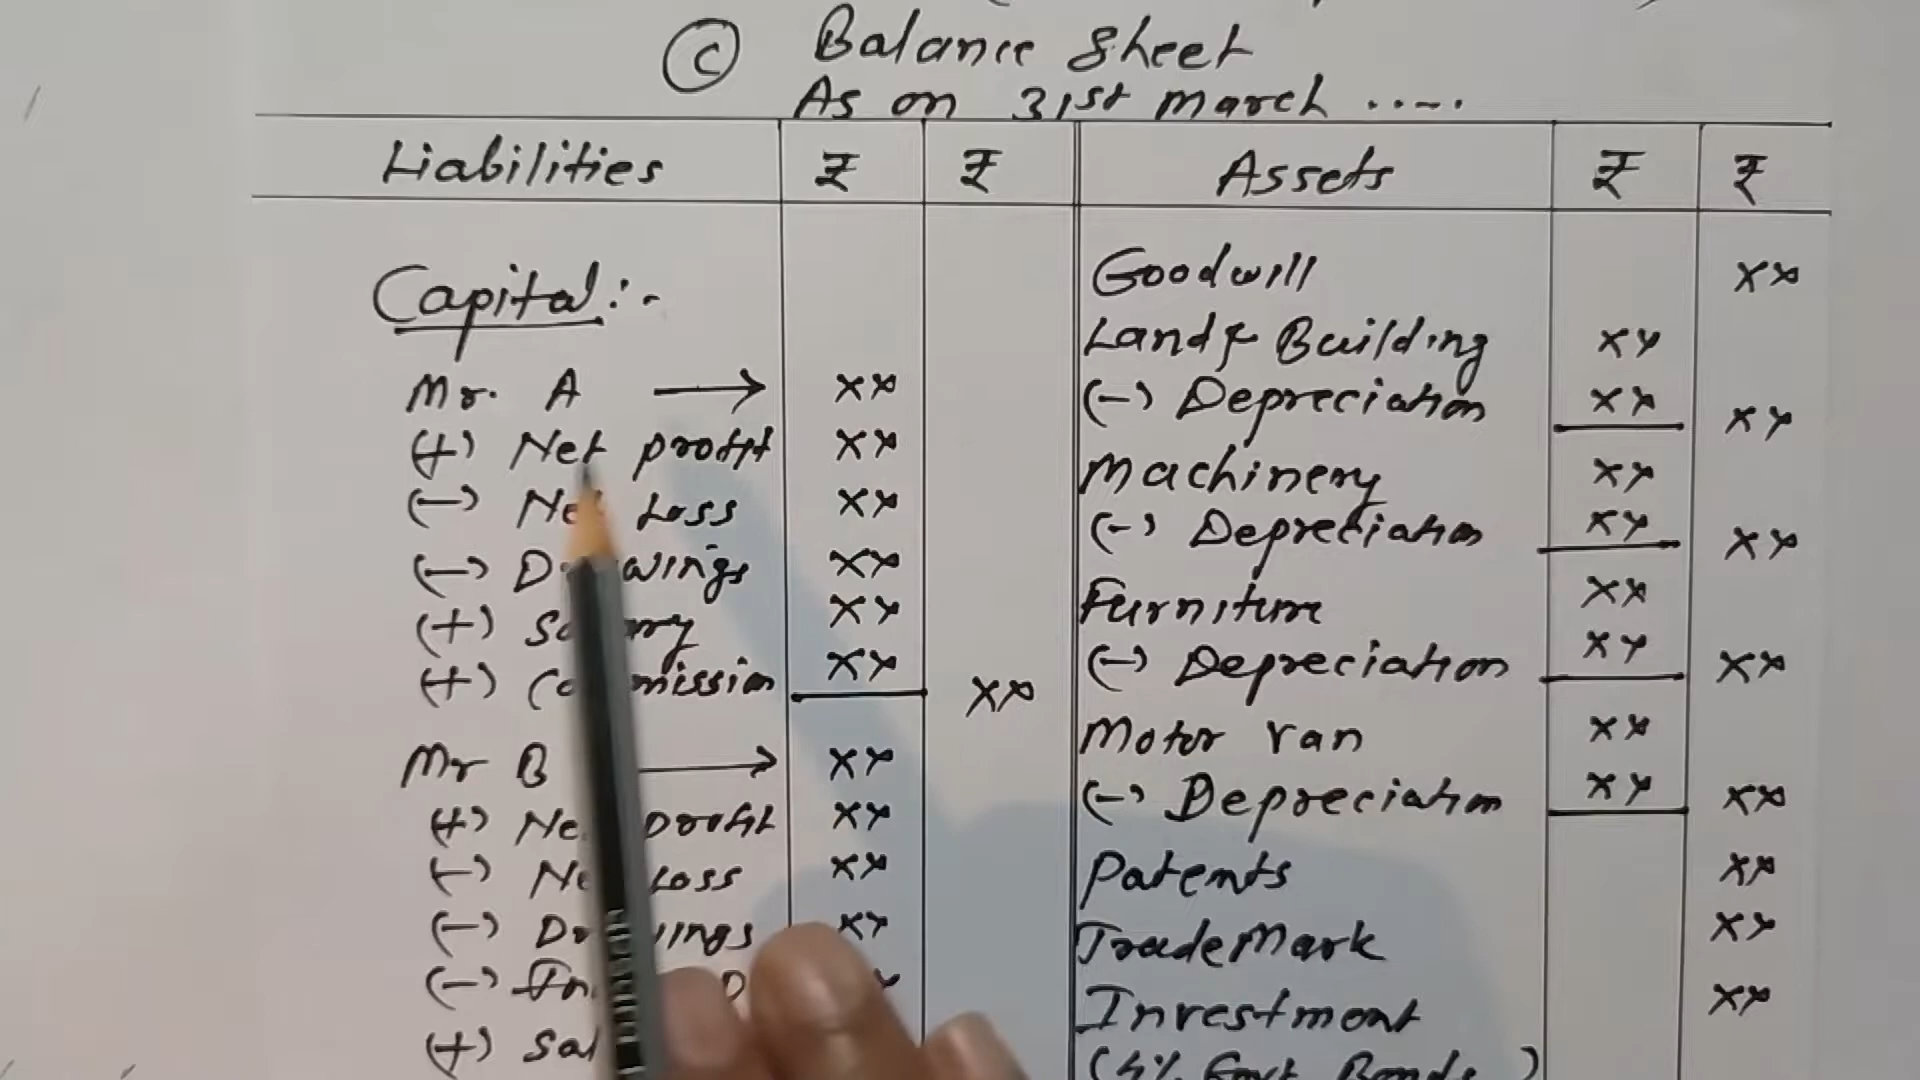 © Balance Sheet
As on 31st March .....
Liabilities ₹ ₹ Assets ₹ ₹
Capital:-
Mr. A → xx
(+) Net profit xx
(-) Net Loss xx
(-) Drawings xx
(+) Salary xx
(+) Commission xx xx
Mr B → xx
(+) Net profit xx
(-) Net Loss xx
(-) Drawings xx
(-)
(+)
Goodwill xx
Land & Building xx
(-) Depreciation xx xx
Machinery xx
(-) Depreciation xx xx
Furniture xx
(-) Depreciation xx xx
Motor van xx
(-) Depreciation xx xx
Patents xx
TradeMark xx
Investment xx
Govt Bonds )